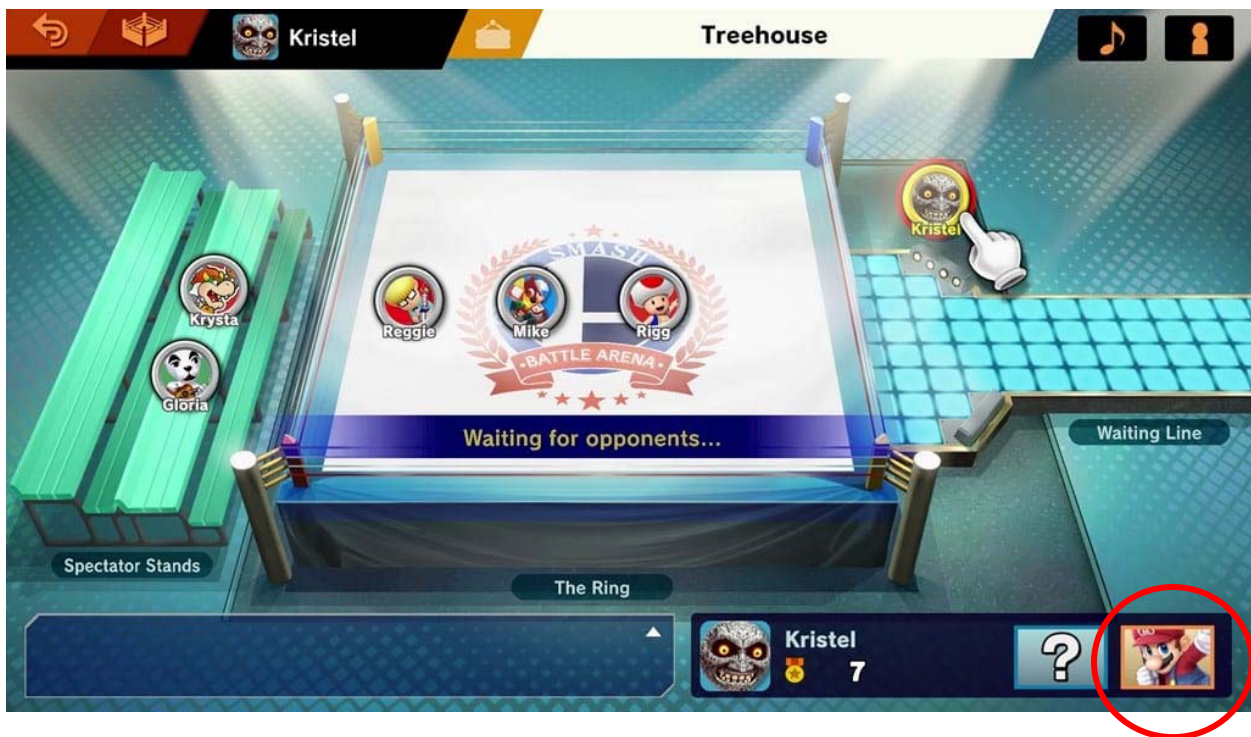 Kristel
Treehouse
Kristel
Krysta
Gloria
Reggie
Mike
Rigg
SMASH
BATTLE ARENA
Waiting for opponents...
Waiting Line
Spectator Stands
The Ring
Kristel
7
?